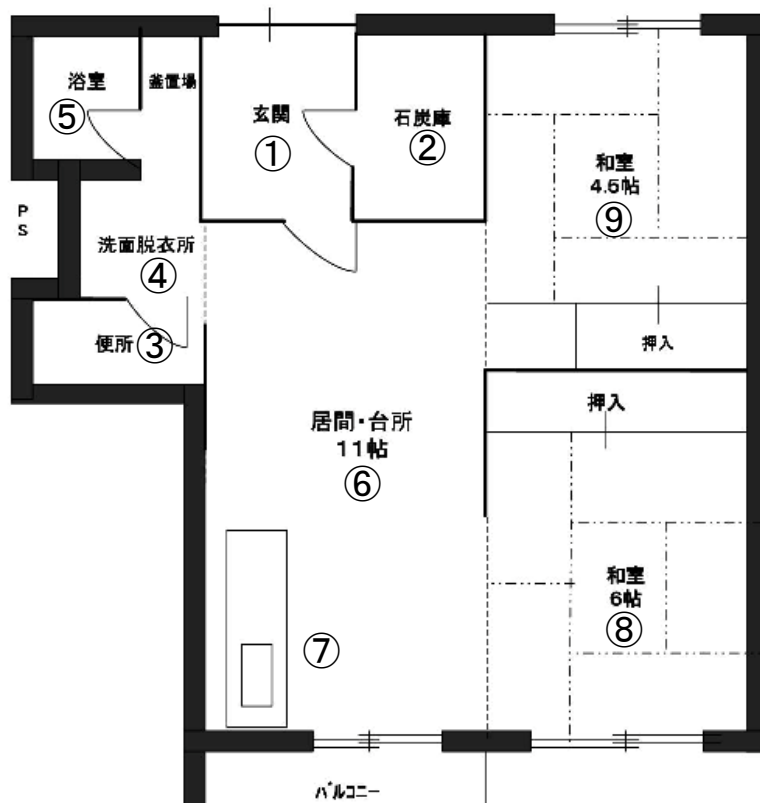 浴室
⑤
釜置場
玄関
①
石炭庫
②
和室
4.5帖
⑨
PS
洗面脱衣所
④
便所③
押入
押入
居間・台所
11帖
⑥
和室
6帖
⑧
⑦
バルコニー